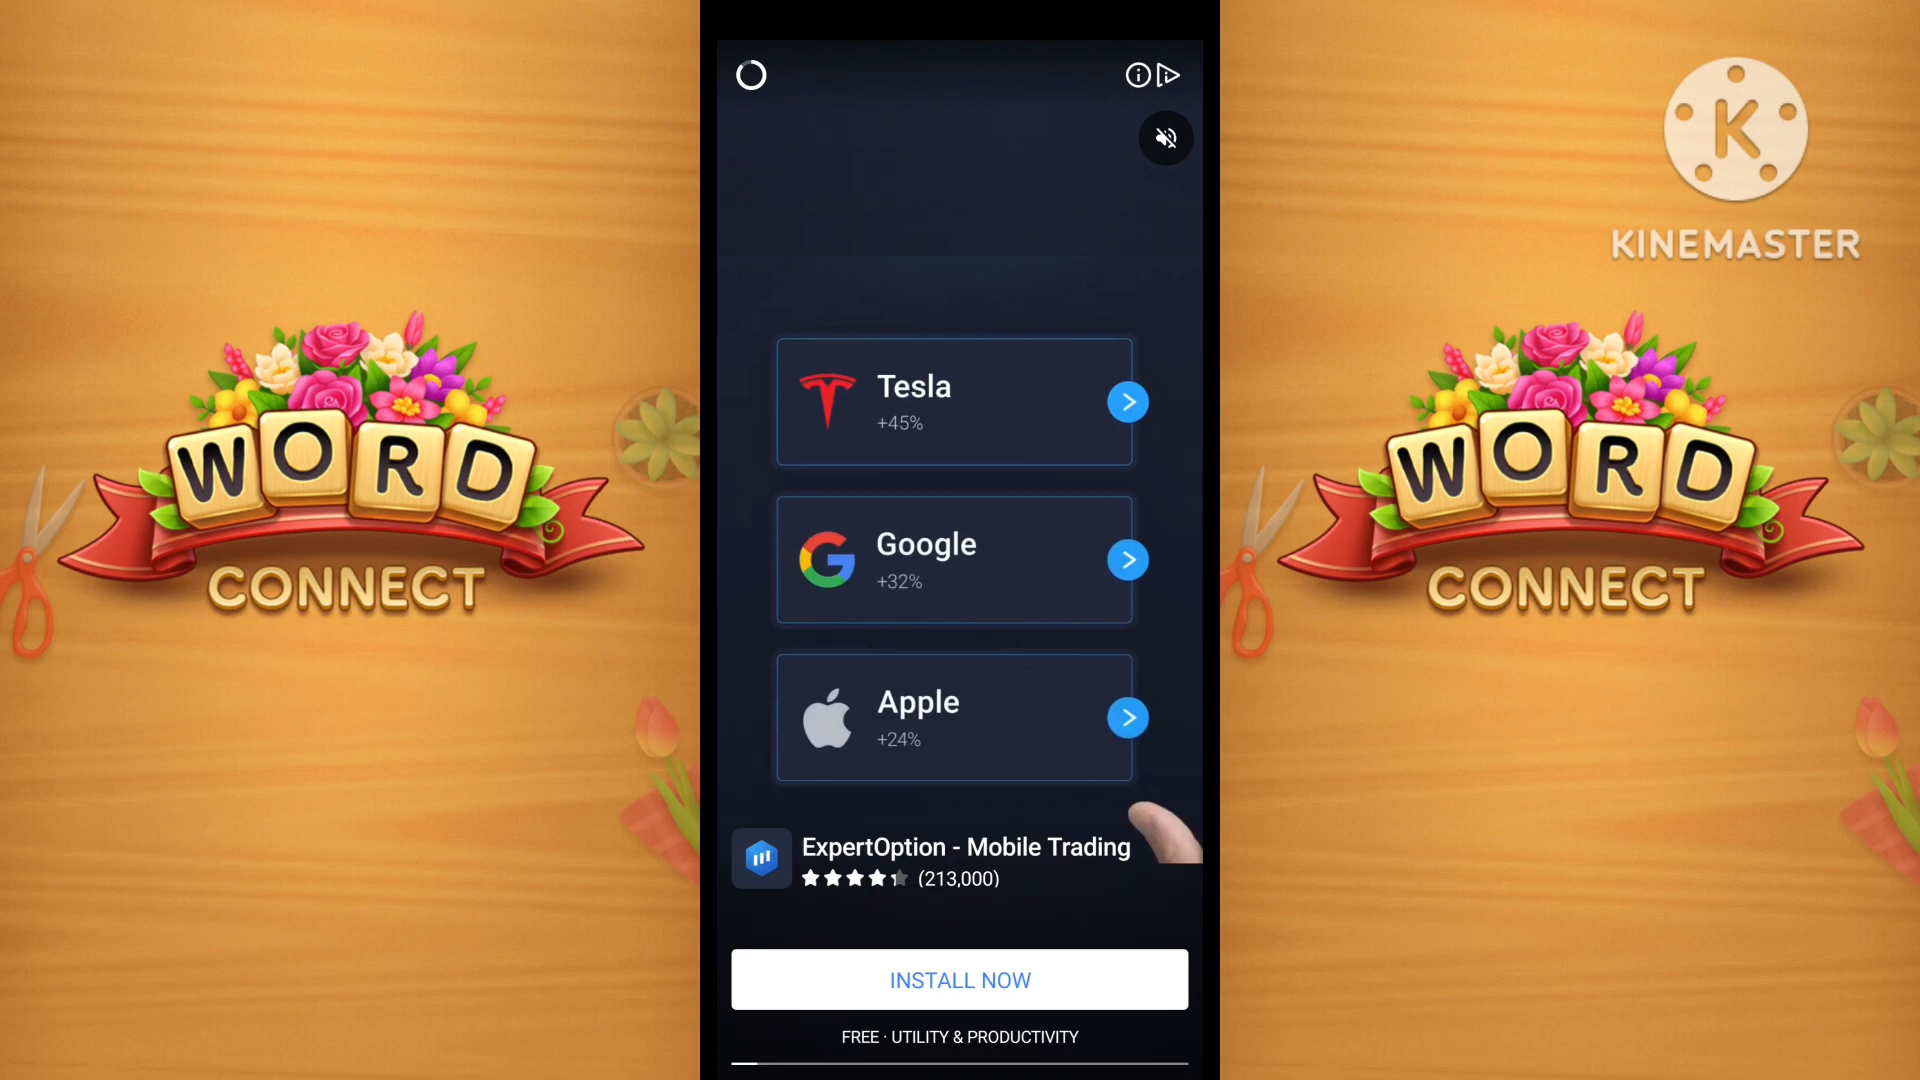 WORD
CONNECT
Tesla
+45%
Google
+32%
Apple
+24%
ExpertOption - Mobile Trading
(213,000)
INSTALL NOW
FREE · UTILITY & PRODUCTIVITY
K
KINEMASTER
WORD
CONNECT